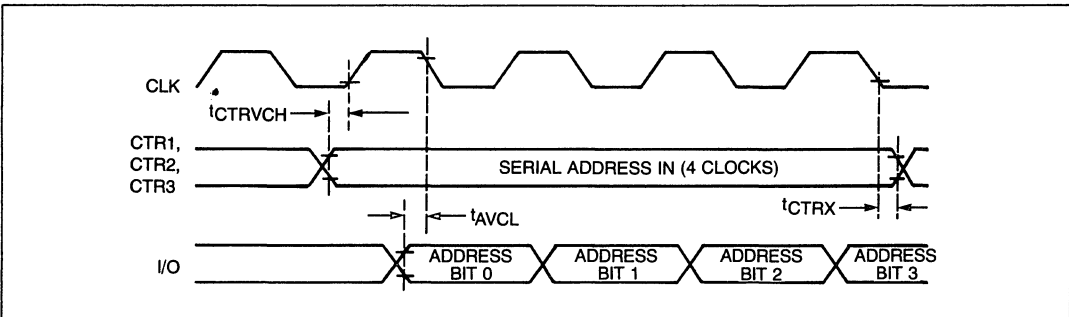 CLK
tCTRVCH
CTR1,
CTR2,
CTR3
SERIAL ADDRESS IN (4 CLOCKS)
tCTRX
tAVCL
I/O
ADDRESS
BIT 0
ADDRESS
BIT 1
ADDRESS
BIT 2
ADDRESS
BIT 3